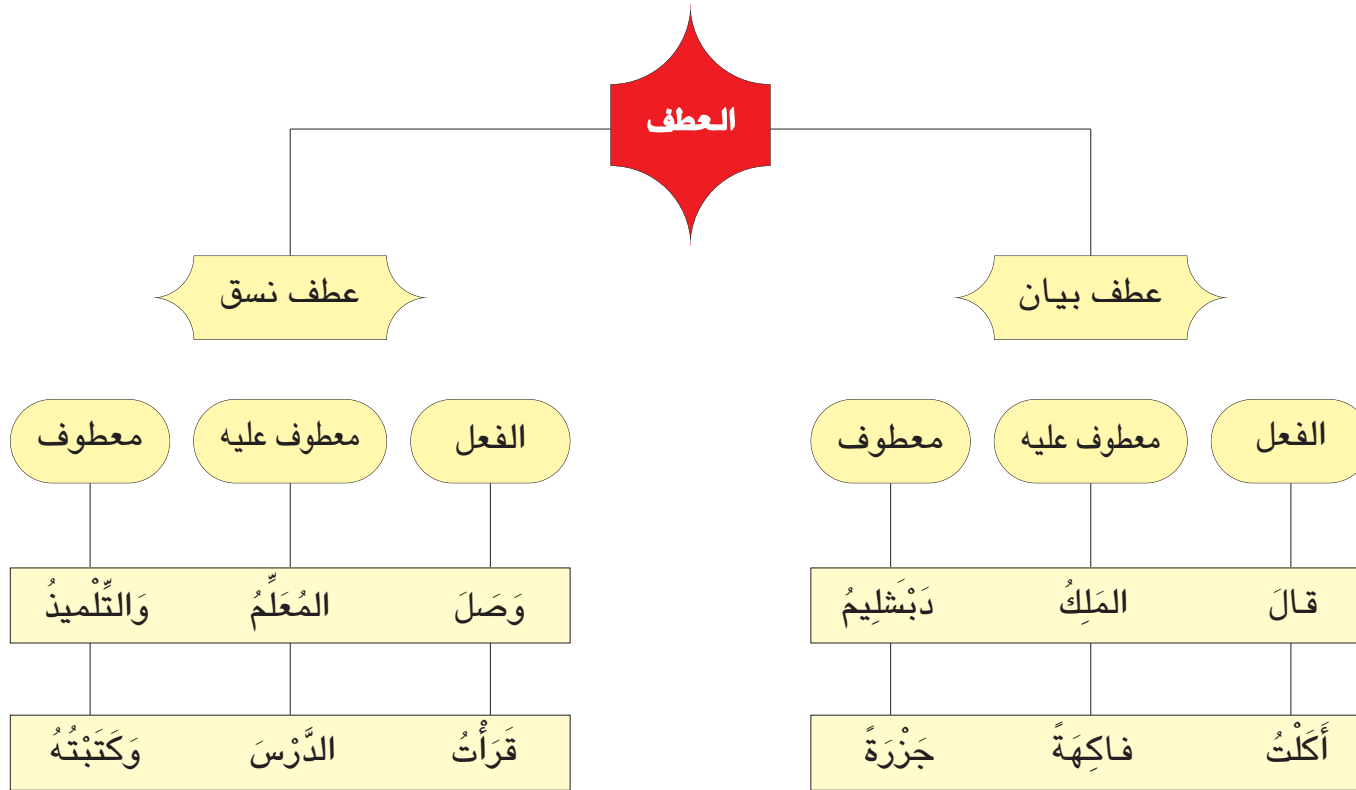 العطف
عطف بيان
عطف نسق
الفعل
معطوف عليه
معطوف
الفعل
معطوف عليه
معطوف
قالَ المَلِكُ دَبْشَلِيمُ
وَصَلَ المُعَلِّمُ وَالتِّلْميذُ
أَكَلْتُ فاكِهَةً جَزْرَةً
قَرَأْتُ الدَّرْسَ وَكَتَبْتُهُ